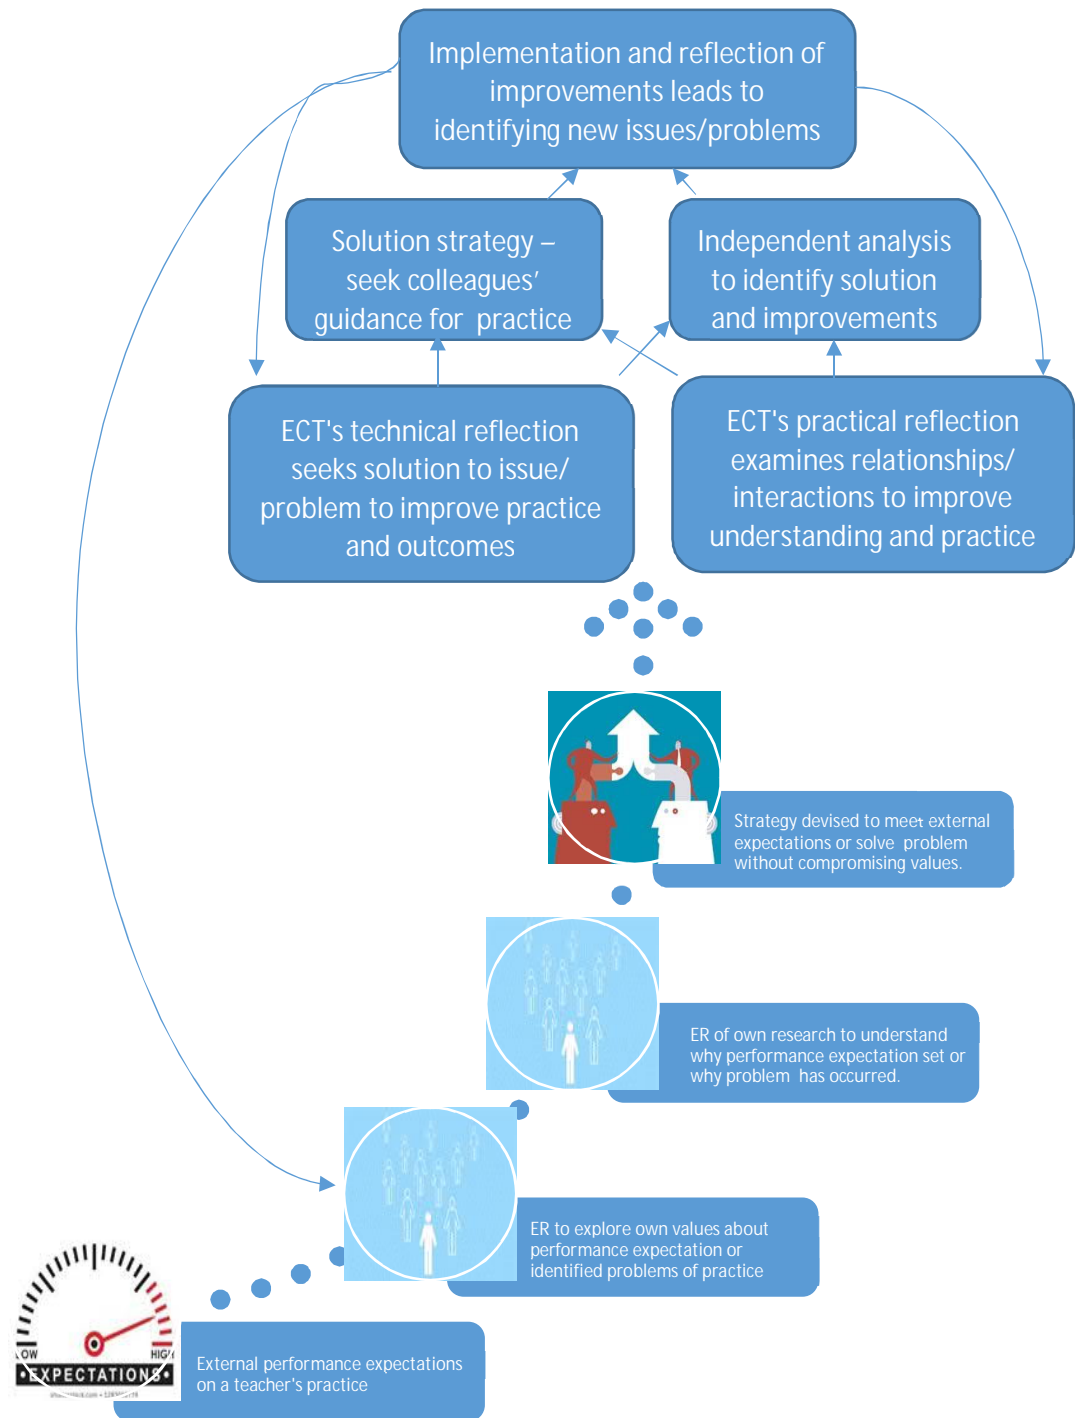 Implementation and reflection of
improvements leads to
identifying new issues/problems
Solution strategy –
seek colleagues'
guidance for practice
Independent analysis
to identify solution
and improvements
ECT's technical reflection
seeks solution to issue/
problem to improve practice
and outcomes
ECT's practical reflection
examines relationships/
interactions to improve
understanding and practice
Strategy devised to meet external
expectations or solve problem
without compromising values.
ER of own research to understand
why performance expectation set or
why problem has occurred.
ER to explore own values about
performance expectation or
identified problems of practice
LOW HIGH
•EXPECTATIONS•
External performance expectations
on a teacher's practice